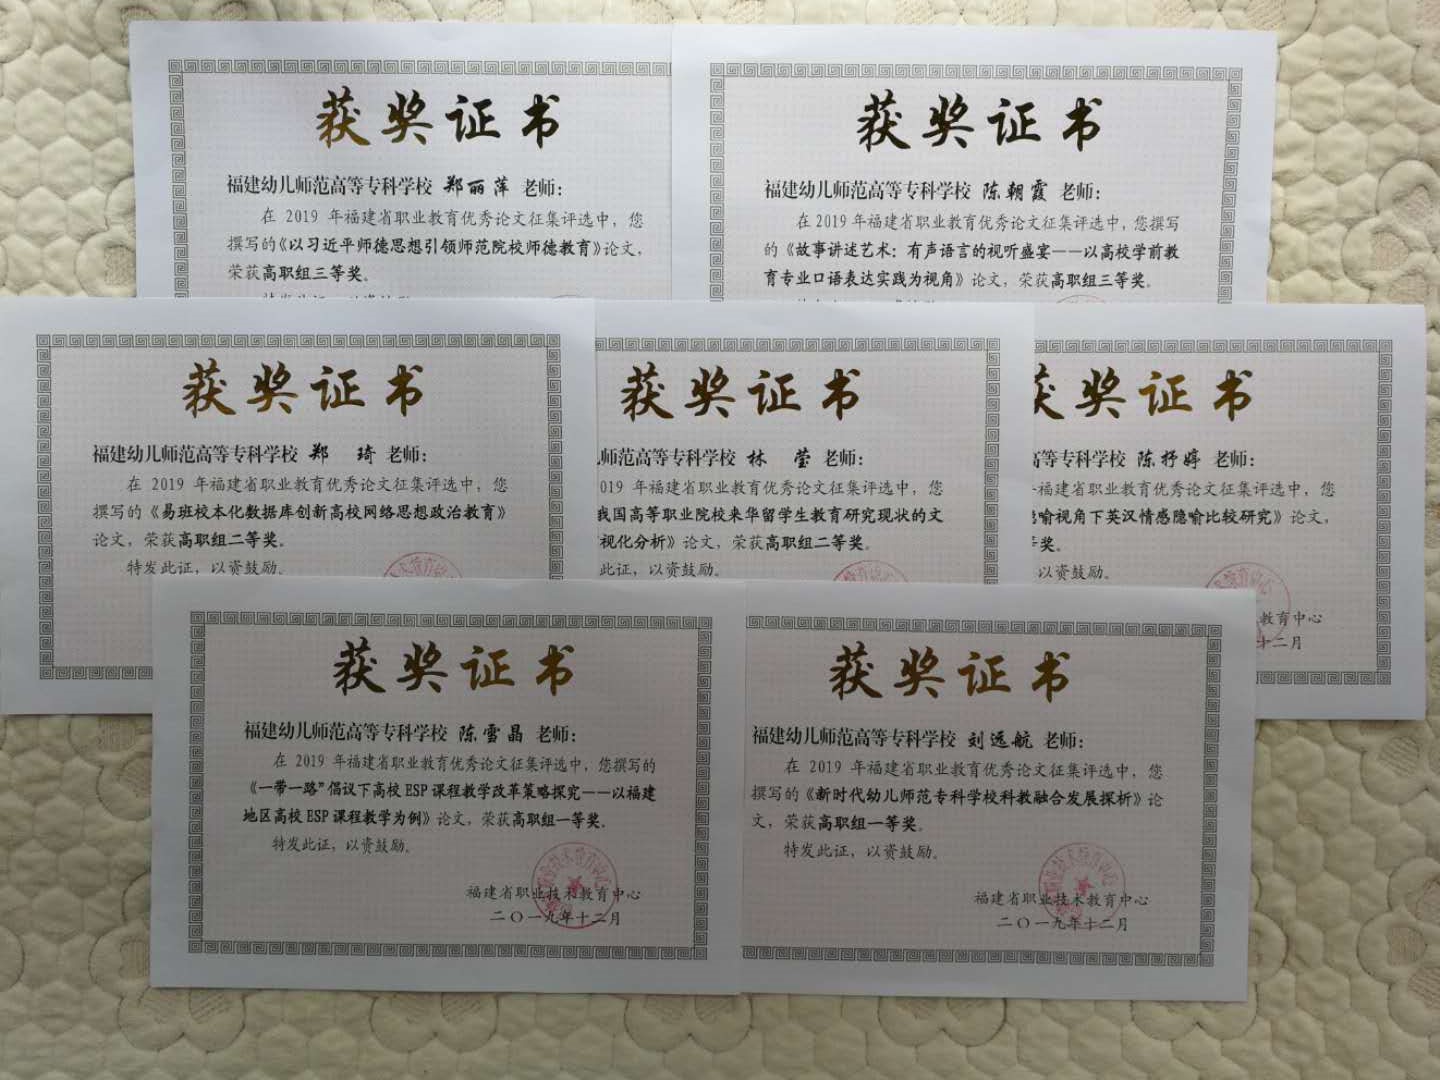 获奖证书
福建幼儿师范高等专科学校 郑丽萍 老师：
在 2019 年福建省职业教育优秀论文征集评选中，您
撰写的《以习近平师德思想引领师范院校师德教育》论文，
荣获高职组三等奖。
获奖证书
福建幼儿师范高等专科学校 陈朝霞 老师：
在 2019 年福建省职业教育优秀论文征集评选中，您撰写
的《故事讲述艺术：有声语言的视听盛宴——以高校学前教
育专业口语表达实践为视角》论文，荣获高职组三等奖。
获奖证书
福建幼儿师范高等专科学校 郑 琦 老师：
在 2019 年福建省职业教育优秀论文征集评选中，您
撰写的《易班校本化数据库创新高校网络思想政治教育》
论文，荣获高职组二等奖。
特发此证，以资鼓励。
获奖证书
师范高等专科学校 林 莹 老师：
019 年福建省职业教育优秀论文征集评选中，您
我国高等职业院校来华留学生教育研究现状的文
视化分析》论文，荣获高职组二等奖。
此证，以资鼓励。
获奖证书
高等专科学校 陈抒婷 老师：
福建省职业教育优秀论文征集评选中，您
隐喻视角下英汉情感隐喻比较研究》论文，
等奖。
以资鼓励。
教育中心
十二月
获奖证书
福建幼儿师范高等专科学校 陈雪晶 老师：
在 2019 年福建省职业教育优秀论文征集评选中，您撰写的
《“一带一路”倡议下高校 ESP 课程教学改革策略探究——以福建
地区高校 ESP 课程教学为例》论文，荣获高职组一等奖。
特发此证，以资鼓励。
福建省职业技术教育中心
二〇一九年十二月
获奖证书
福建幼儿师范高等专科学校 刘远航 老师：
在 2019 年福建省职业教育优秀论文征集评选中，您
撰写的《新时代幼儿师范专科学校科教融合发展探析》论
文，荣获高职组一等奖。
特发此证，以资鼓励。
福建省职业技术教育中心
二〇一九年十二月